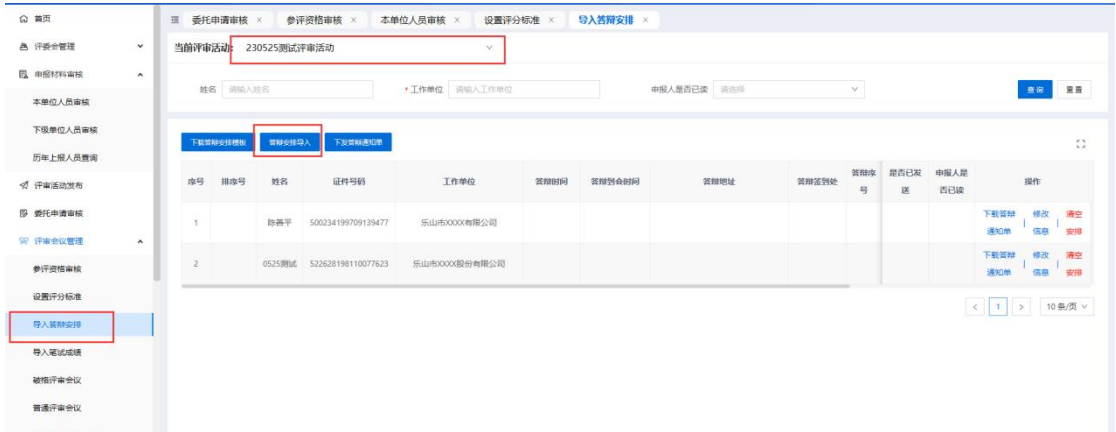 首页
委托申请审核 ×
参评资格审核 ×
本单位人员审核 ×
设置评分标准 ×
导入答辩安排 ×
评委会管理
当前评审活动: 230525测试评审活动
申报材料审核
姓名 请输入姓名
* 工作单位 请输入工作单位
申报人是否已读 请选择
查询
重置
本单位人员审核
下级单位人员审核
下载答辩安排模板
答辩安排导入
下发答辩通知单
历年上报人员查询
序号 排序号 姓名 证件号码 工作单位 答辩时间 答辩到会时间 答辩地址 答辩签到处 答辩序号 是否已发送 申报人是否已读 操作
评审活动发布
委托申请审核
1 陈善平 500234199709139477 乐山市XXXX有限公司 下载答辩通知单 | 修改信息 | 清空安排
评审会议管理
2 0525测试 522628198110077623 乐山市XXXX股份有限公司 下载答辩通知单 | 修改信息 | 清空安排
参评资格审核
设置评分标准
< 1 > 10 条/页
导入答辩安排
导入笔试成绩
破格评审会议
普通评审会议